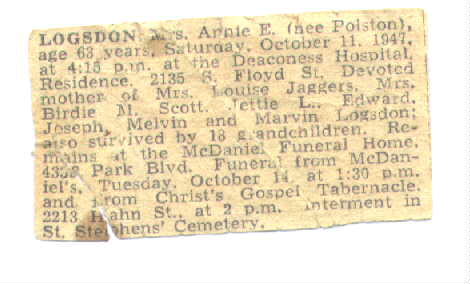 LOGSDON, Mrs. Annie E. (nee Polston),
age 63 years, Saturday, October 11, 1947,
at 4:15 p.m. at the Deaconess Hospital.
Residence, 2135 S. Floyd St. Devoted
mother of Mrs. Louise Jaggers, Mrs.
Birdie M. Scott, Jettie L., Edward,
Joseph, Melvin and Marvin Logsdon;
also survived by 18 grandchildren. Re-
mains at the McDaniel Funeral Home,
Park Blvd. Funeral from McDan-
iel's, Tuesday, October 14 at 1:30 p.m.
and from Christ's Gospel Tabernacle,
2213 Hahn St., at 2 p.m. Interment in
St. Stephens' Cemetery.